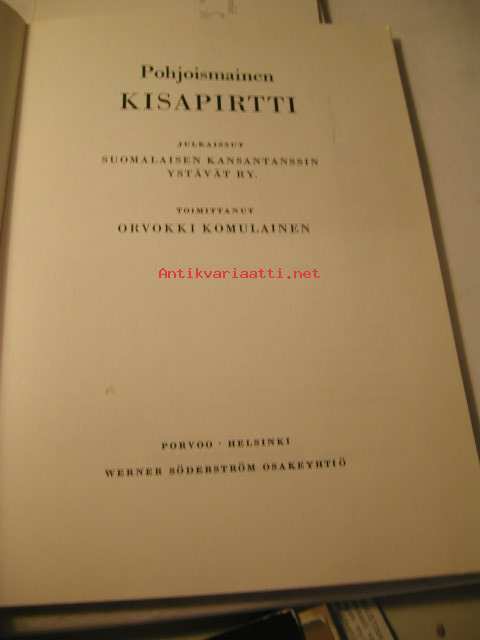 Pohjoismainen
KISAPIRTTI
JULKAISSUT
SUOMALAISEN KANSANTANSSIN
YSTÄVÄT RY.
TOIMITTANUT
ORVOKKI KOMULAINEN
Antikvariaatti.net
PORVOO · HELSINKI
WERNER SÖDERSTRÖM OSAKEYHTIÖ